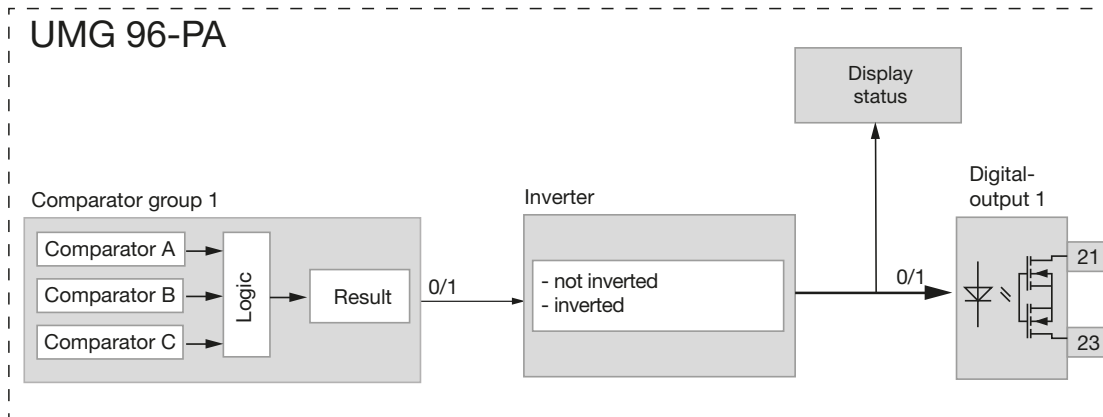 UMG 96-PA
Display
status
Digital-
output 1
Comparator group 1
Inverter
Comparator A
Comparator B
Comparator C
Logic
Result
0/1
- not inverted
- inverted
0/1
21
23